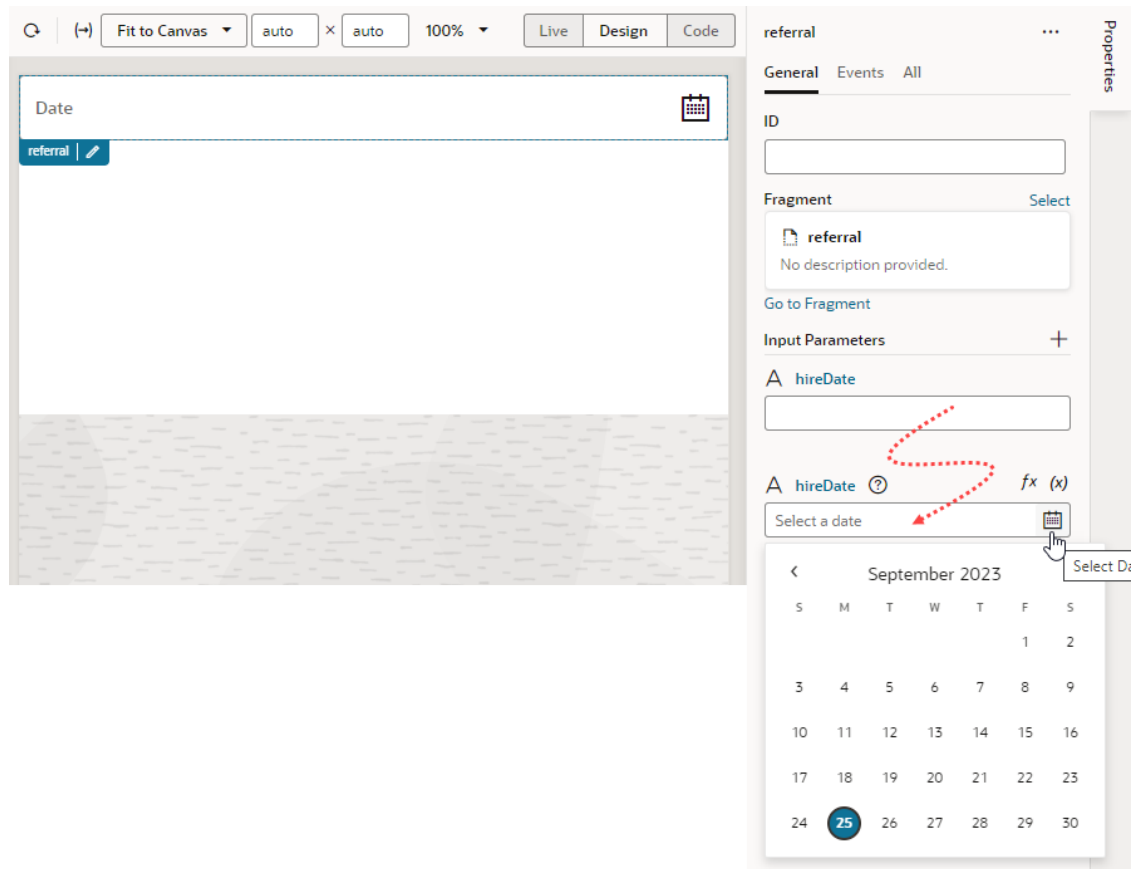 Fit to Canvas auto × auto 100% Live Design Code
Date
referral
referral
General Events All
ID
Fragment Select
referral
No description provided.
Go to Fragment
Input Parameters
A hireDate
A hireDate ? fx (x)
Select a date
Select Da
September 2023
S M T W T F S
1 2
3 4 5 6 7 8 9
10 11 12 13 14 15 16
17 18 19 20 21 22 23
24 25 26 27 28 29 30
Properties